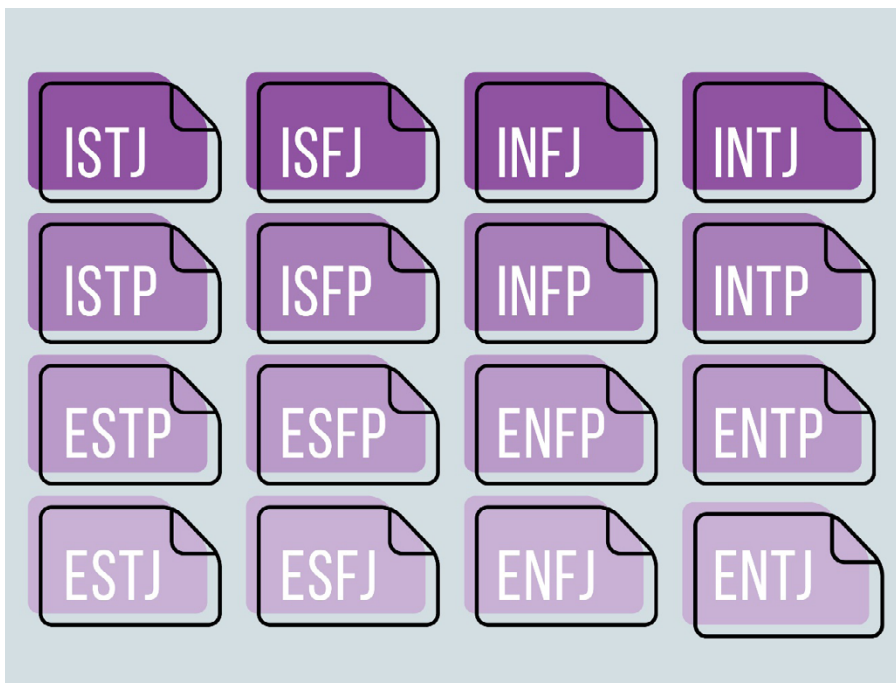 ISTJ ISFJ INFJ INTJ
ISTP ISFP INFP INTP
ESTP ESFP ENFP ENTP
ESTJ ESFJ ENFJ ENTJ